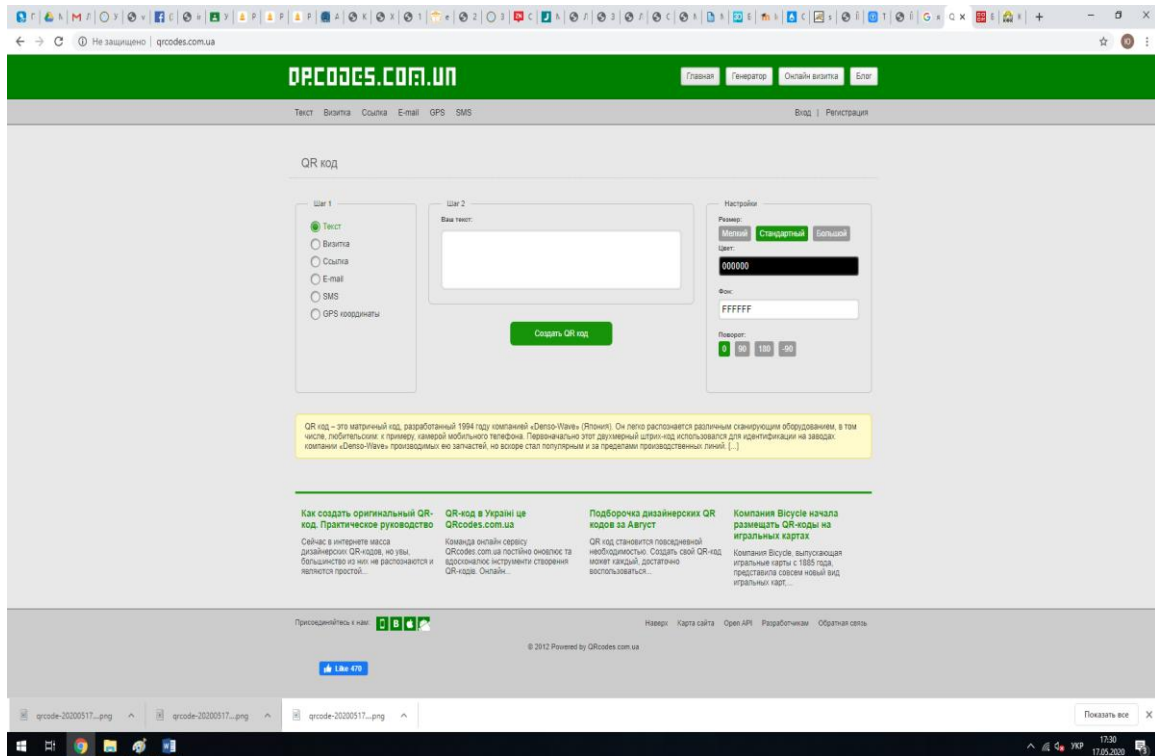 Не защищено | qrcodes.com.ua
QRCODES.COM.UA
Главная Генератор Онлайн визитка Блог
Текст Визитка Ссылка E-mail GPS SMS
Вход | Регистрация
QR код
Шаг 1
Текст
Визитка
Ссылка
E-mail
SMS
GPS координаты
Шаг 2
Ваш текст:
Создать QR код
Настройки
Размер:
Мелкий Стандартный Большой
Цвет:
000000
Фон:
FFFFFF
Поворот:
0 90 180 -90
QR код – это матричный код, разработанный 1994 году компанией «Denso-Wave» (Япония). Он легко распознается различным сканирующим оборудованием, в том
числе, любительским: к примеру, камерой мобильного телефона. Первоначально этот двухмерный штрих-код использовался для идентификации на заводах
компании «Denso-Wave» производимых ею запчастей, но вскоре стал популярным и за пределами производственных линий. [...]
Как создать оригинальный QR-
код. Практическое руководство
Сейчас в интернете масса
дизайнерских QR-кодов, но увы,
большинство из них не распознаются и
являются простой...
QR-код в Україні це
QRcodes.com.ua
Команда онлайн сервісу
QRcodes.com.ua постійно оновлює та
вдосконалює інструменти створення
QR-кодів. Онлайн...
Подборочка дизайнерских QR
кодов за Август
QR код становится повседневной
необходимостью. Создать свой QR-код
может каждый, достаточно
воспользоваться...
Компания Bicycle начала
размещать QR-коды на
игральных картах
Компания Bicycle, выпускающая
игральные карты с 1885 года,
представила совсем новый вид
игральных карт,...
Присоединяйтесь к нам:
Наверх Карта сайта Open API Разработчикам Обратная связь
© 2012 Powered by QRcodes.com.ua
Like 470
qrcode-20200517....png qrcode-20200517....png qrcode-20200517....png
Показать все
УКР
17:30
17.05.2020